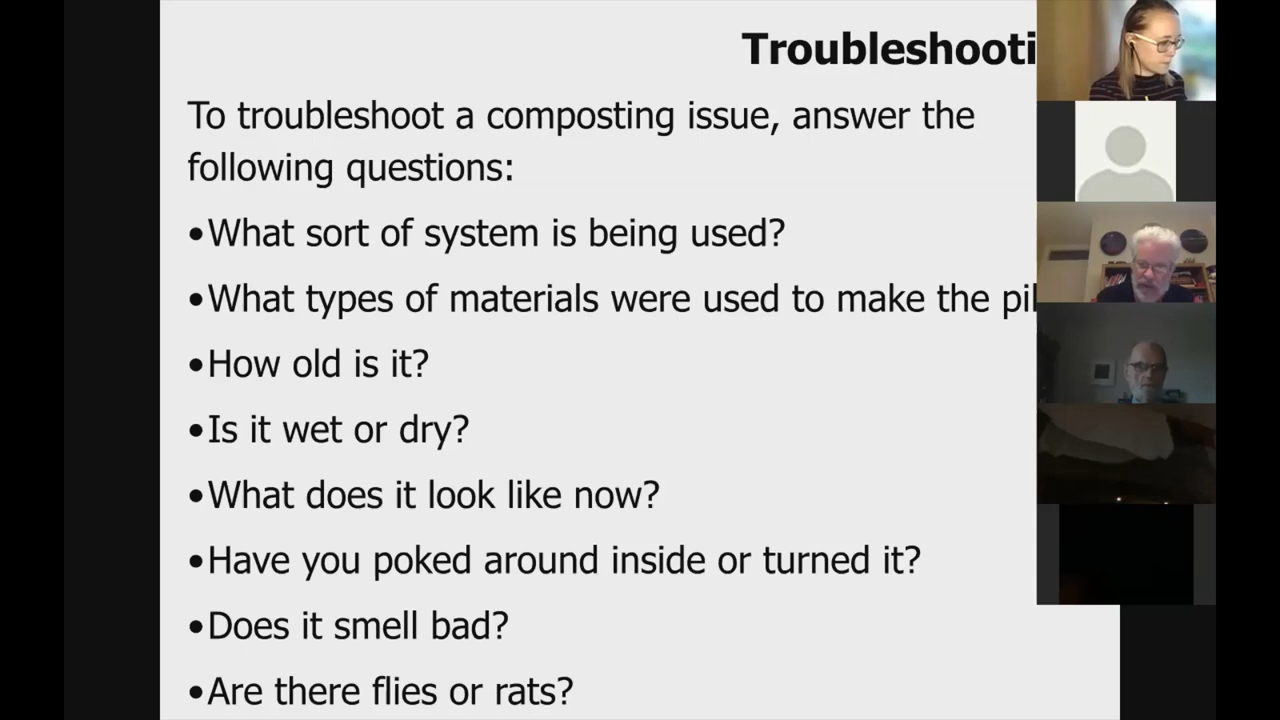 Troubleshooti
To troubleshoot a composting issue, answer the
following questions:
•What sort of system is being used?
•What types of materials were used to make the pil
•How old is it?
•Is it wet or dry?
•What does it look like now?
•Have you poked around inside or turned it?
•Does it smell bad?
•Are there flies or rats?